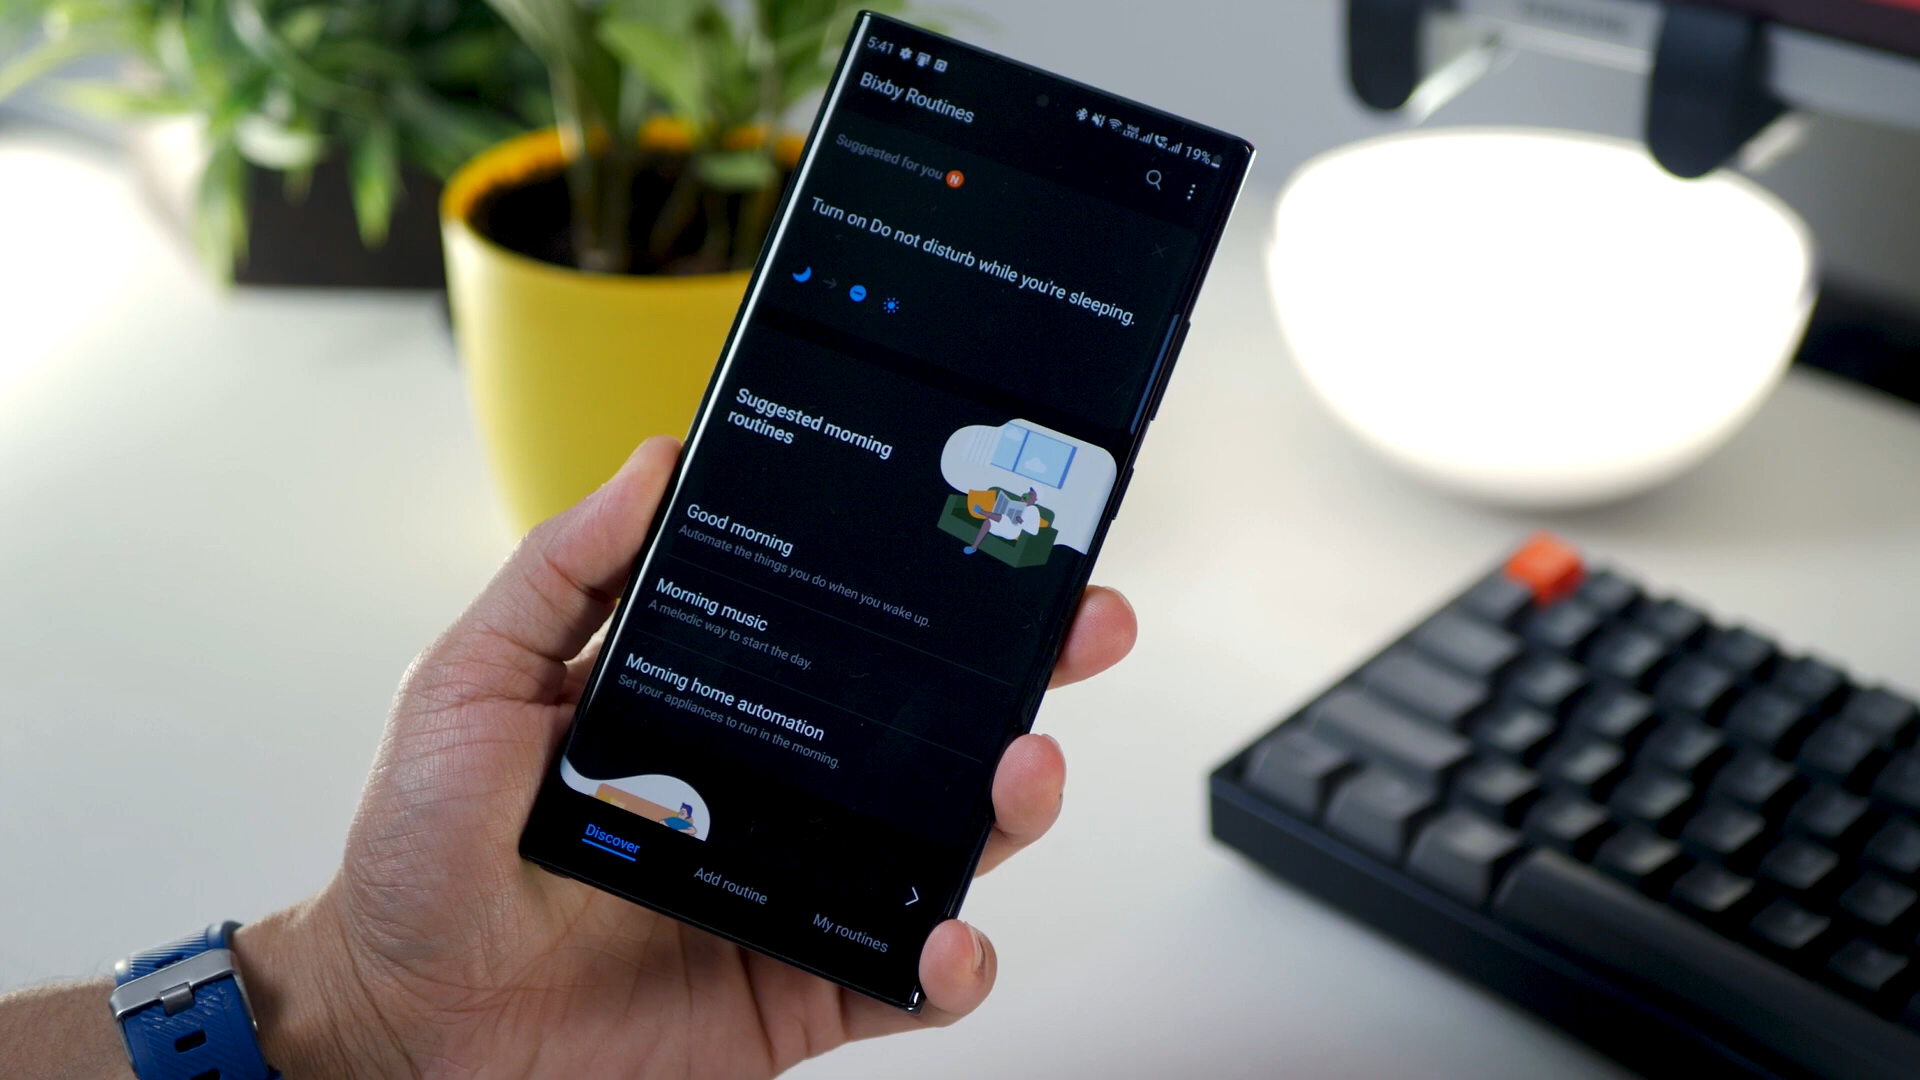 5:41
19%
Bixby Routines
Suggested for you N
Turn on Do not disturb while you're sleeping.
Suggested morning
routines
Good morning
Automate the things you do when you wake up.
Morning music
A melodic way to start the day.
Morning home automation
Set your appliances to run in the morning.
Discover
Add routine
My routines